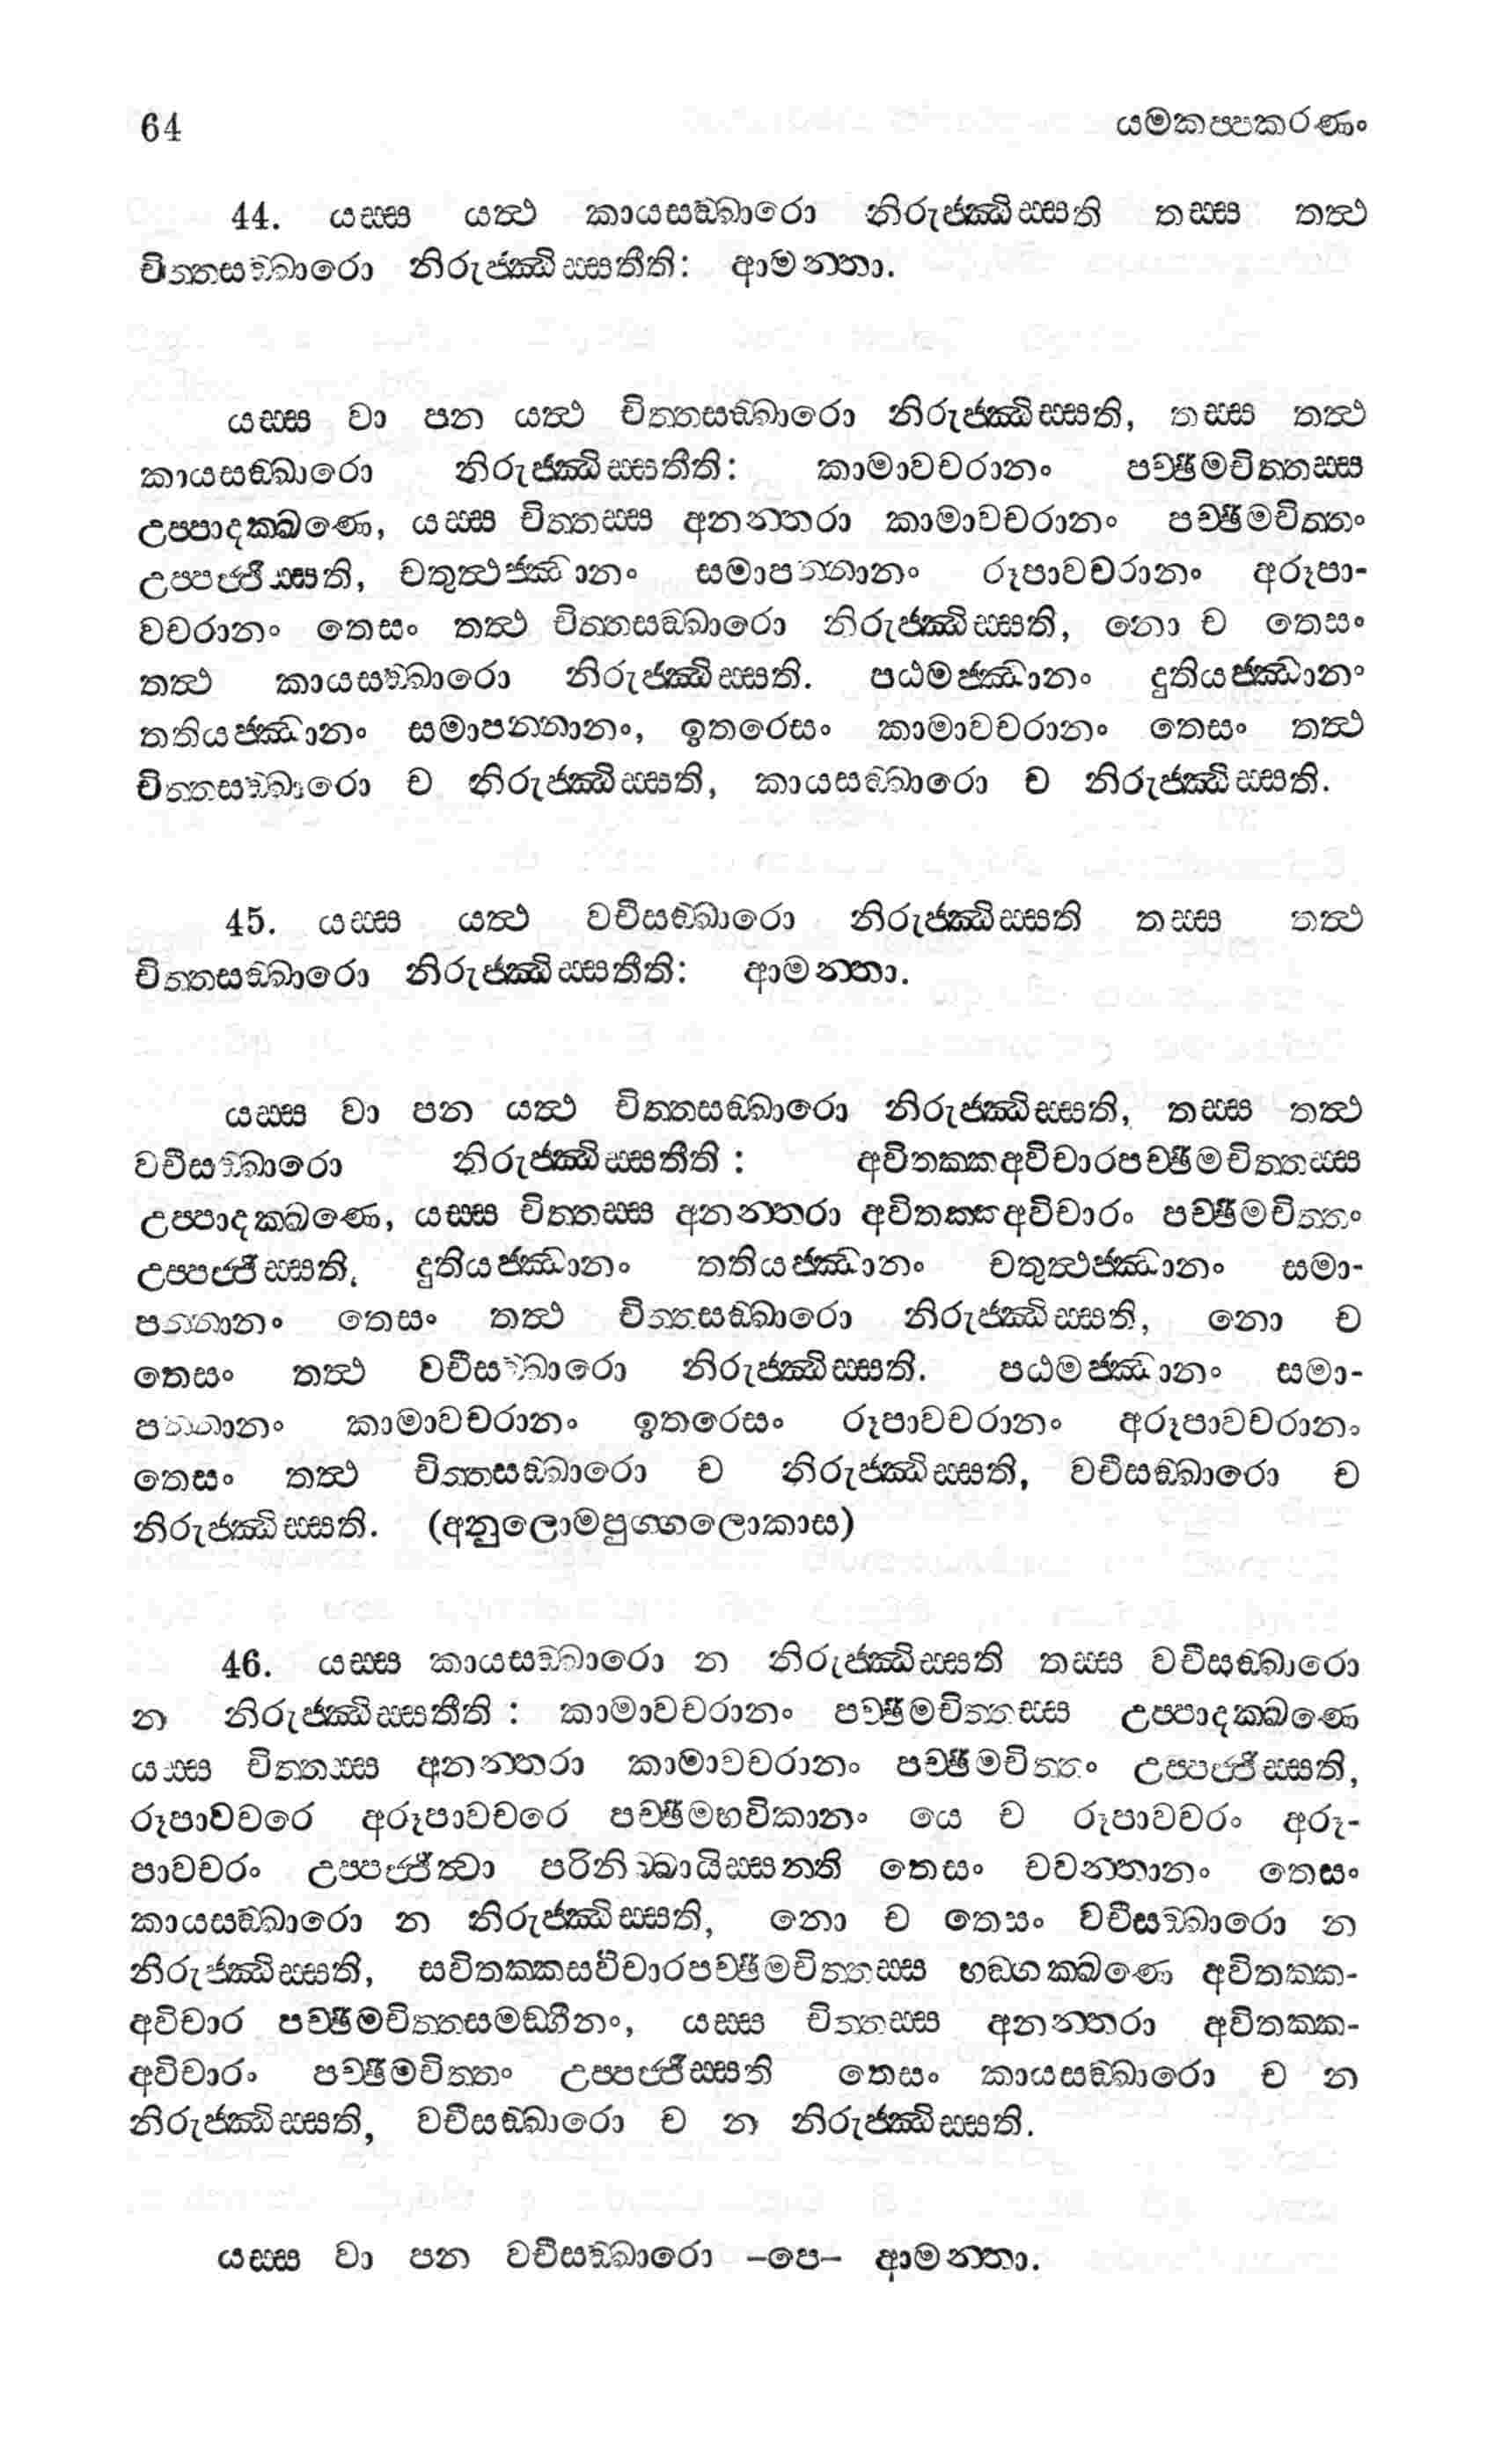 64 යමකප්පකරණං
44. යස්ස යත්ථ කායසඞ්ඛාරො නිරුජ්ඣිස්සති තස්ස තත්ථ
චිත්තසඞ්ඛාරො නිරුජ්ඣිස්සතීති: ආමන්තා.
යස්ස වා පන යත්ථ චිත්තසඞ්ඛාරො නිරුජ්ඣිස්සති, තස්ස තත්ථ
කායසඞ්ඛාරො නිරුජ්ඣිස්සතීති: කාමාවචරානං පච්ඡිමචිත්තස්ස
උප්පාදක්ඛණෙ, යස්ස චිත්තස්ස අනන්තරා කාමාවචරානං පච්ඡිමචිත්තං
උප්පජ්ජිස්සති, චතුත්ථජ්ඣානං සමාපන්නානං රූපාවචරානං අරූපා-
වචරානං තෙසං තත්ථ චිත්තසඞ්ඛාරො නිරුජ්ඣිස්සති, නො ච තෙසං
තත්ථ කායසඞ්ඛාරො නිරුජ්ඣිස්සති. පඨමජ්ඣානං දුතියජ්ඣානං
තතියජ්ඣානං සමාපන්නානං, ඉතරෙසං කාමාවචරානං තෙසං තත්ථ
චිත්තසඞ්ඛාරො ච නිරුජ්ඣිස්සති, කායසඞ්ඛාරො ච නිරුජ්ඣිස්සති.
45. යස්ස යත්ථ වචීසඞ්ඛාරො නිරුජ්ඣිස්සති තස්ස තත්ථ
චිත්තසඞ්ඛාරො නිරුජ්ඣිස්සතීති: ආමන්තා.
යස්ස වා පන යත්ථ චිත්තසඞ්ඛාරො නිරුජ්ඣිස්සති, තස්ස තත්ථ
වචීසඞ්ඛාරො නිරුජ්ඣිස්සතීති : අවිතක්කඅවිචාරපච්ඡිමචිත්තස්ස
උප්පාදක්ඛණෙ, යස්ස චිත්තස්ස අනන්තරා අවිතක්කඅවිචාරං පච්ඡිමචිත්තං
උප්පජ්ජිස්සති, දුතියජ්ඣානං තතියජ්ඣානං චතුත්ථජ්ඣානං සමා-
පන්නානං තෙසං තත්ථ චිත්තසඞ්ඛාරො නිරුජ්ඣිස්සති, නො ච
තෙසං තත්ථ වචීසඞ්ඛාරො නිරුජ්ඣිස්සති. පඨමජ්ඣානං සමා-
පන්නානං කාමාවචරානං ඉතරෙසං රූපාවචරානං අරූපාවචරානං
තෙසං තත්ථ චිත්තසඞ්ඛාරො ච නිරුජ්ඣිස්සති, වචීසඞ්ඛාරො ච
නිරුජ්ඣිස්සති. (අනුලොමපුග්ගලොකාස)
46. යස්ස කායසඞ්ඛාරො න නිරුජ්ඣිස්සති තස්ස වචීසඞ්ඛාරො
න නිරුජ්ඣිස්සතීති : කාමාවචරානං පච්ඡිමචිත්තස්ස උප්පාදක්ඛණෙ
යස්ස චිත්තස්ස අනන්තරා කාමාවචරානං පච්ඡිමචිත්තං උප්පජ්ජිස්සති,
රූපාවචරෙ අරූපාවචරෙ පච්ඡිමභවිකානං යෙ ච රූපාවචරං අරූ-
පාවචරං උප්පජ්ජිත්වා පරිනිබ්බායිස්සන්ති තෙසං චවන්තානං තෙසං
කායසඞ්ඛාරො න නිරුජ්ඣිස්සති, නො ච තෙසං වචීසඞ්ඛාරො න
නිරුජ්ඣිස්සති, සවිතක්කසවිචාරපච්ඡිමචිත්තස්ස භඞ්ගක්ඛණෙ අවිතක්ක-
අවිචාර පච්ඡිමචිත්තසමඞ්ගීනං, යස්ස චිත්තස්ස අනන්තරා අවිතක්ක-
අවිචාරං පච්ඡිමචිත්තං උප්පජ්ජිස්සති තෙසං කායසඞ්ඛාරො ච න
නිරුජ්ඣිස්සති, වචීසඞ්ඛාරො ච න නිරුජ්ඣිස්සති.
යස්ස වා පන වචීසඞ්ඛාරො –පෙ– ආමන්තා.